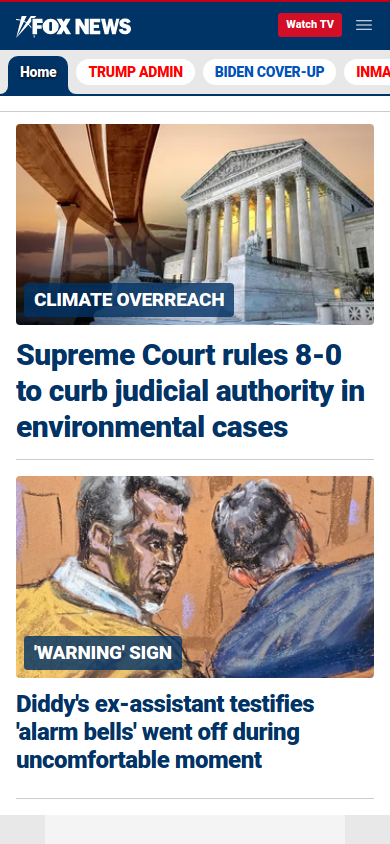 FOX NEWS
Watch TV
Home
TRUMP ADMIN
BIDEN COVER-UP
INMA
CLIMATE OVERREACH
Supreme Court rules 8-0
to curb judicial authority in
environmental cases
'WARNING' SIGN
Diddy's ex-assistant testifies
'alarm bells' went off during
uncomfortable moment